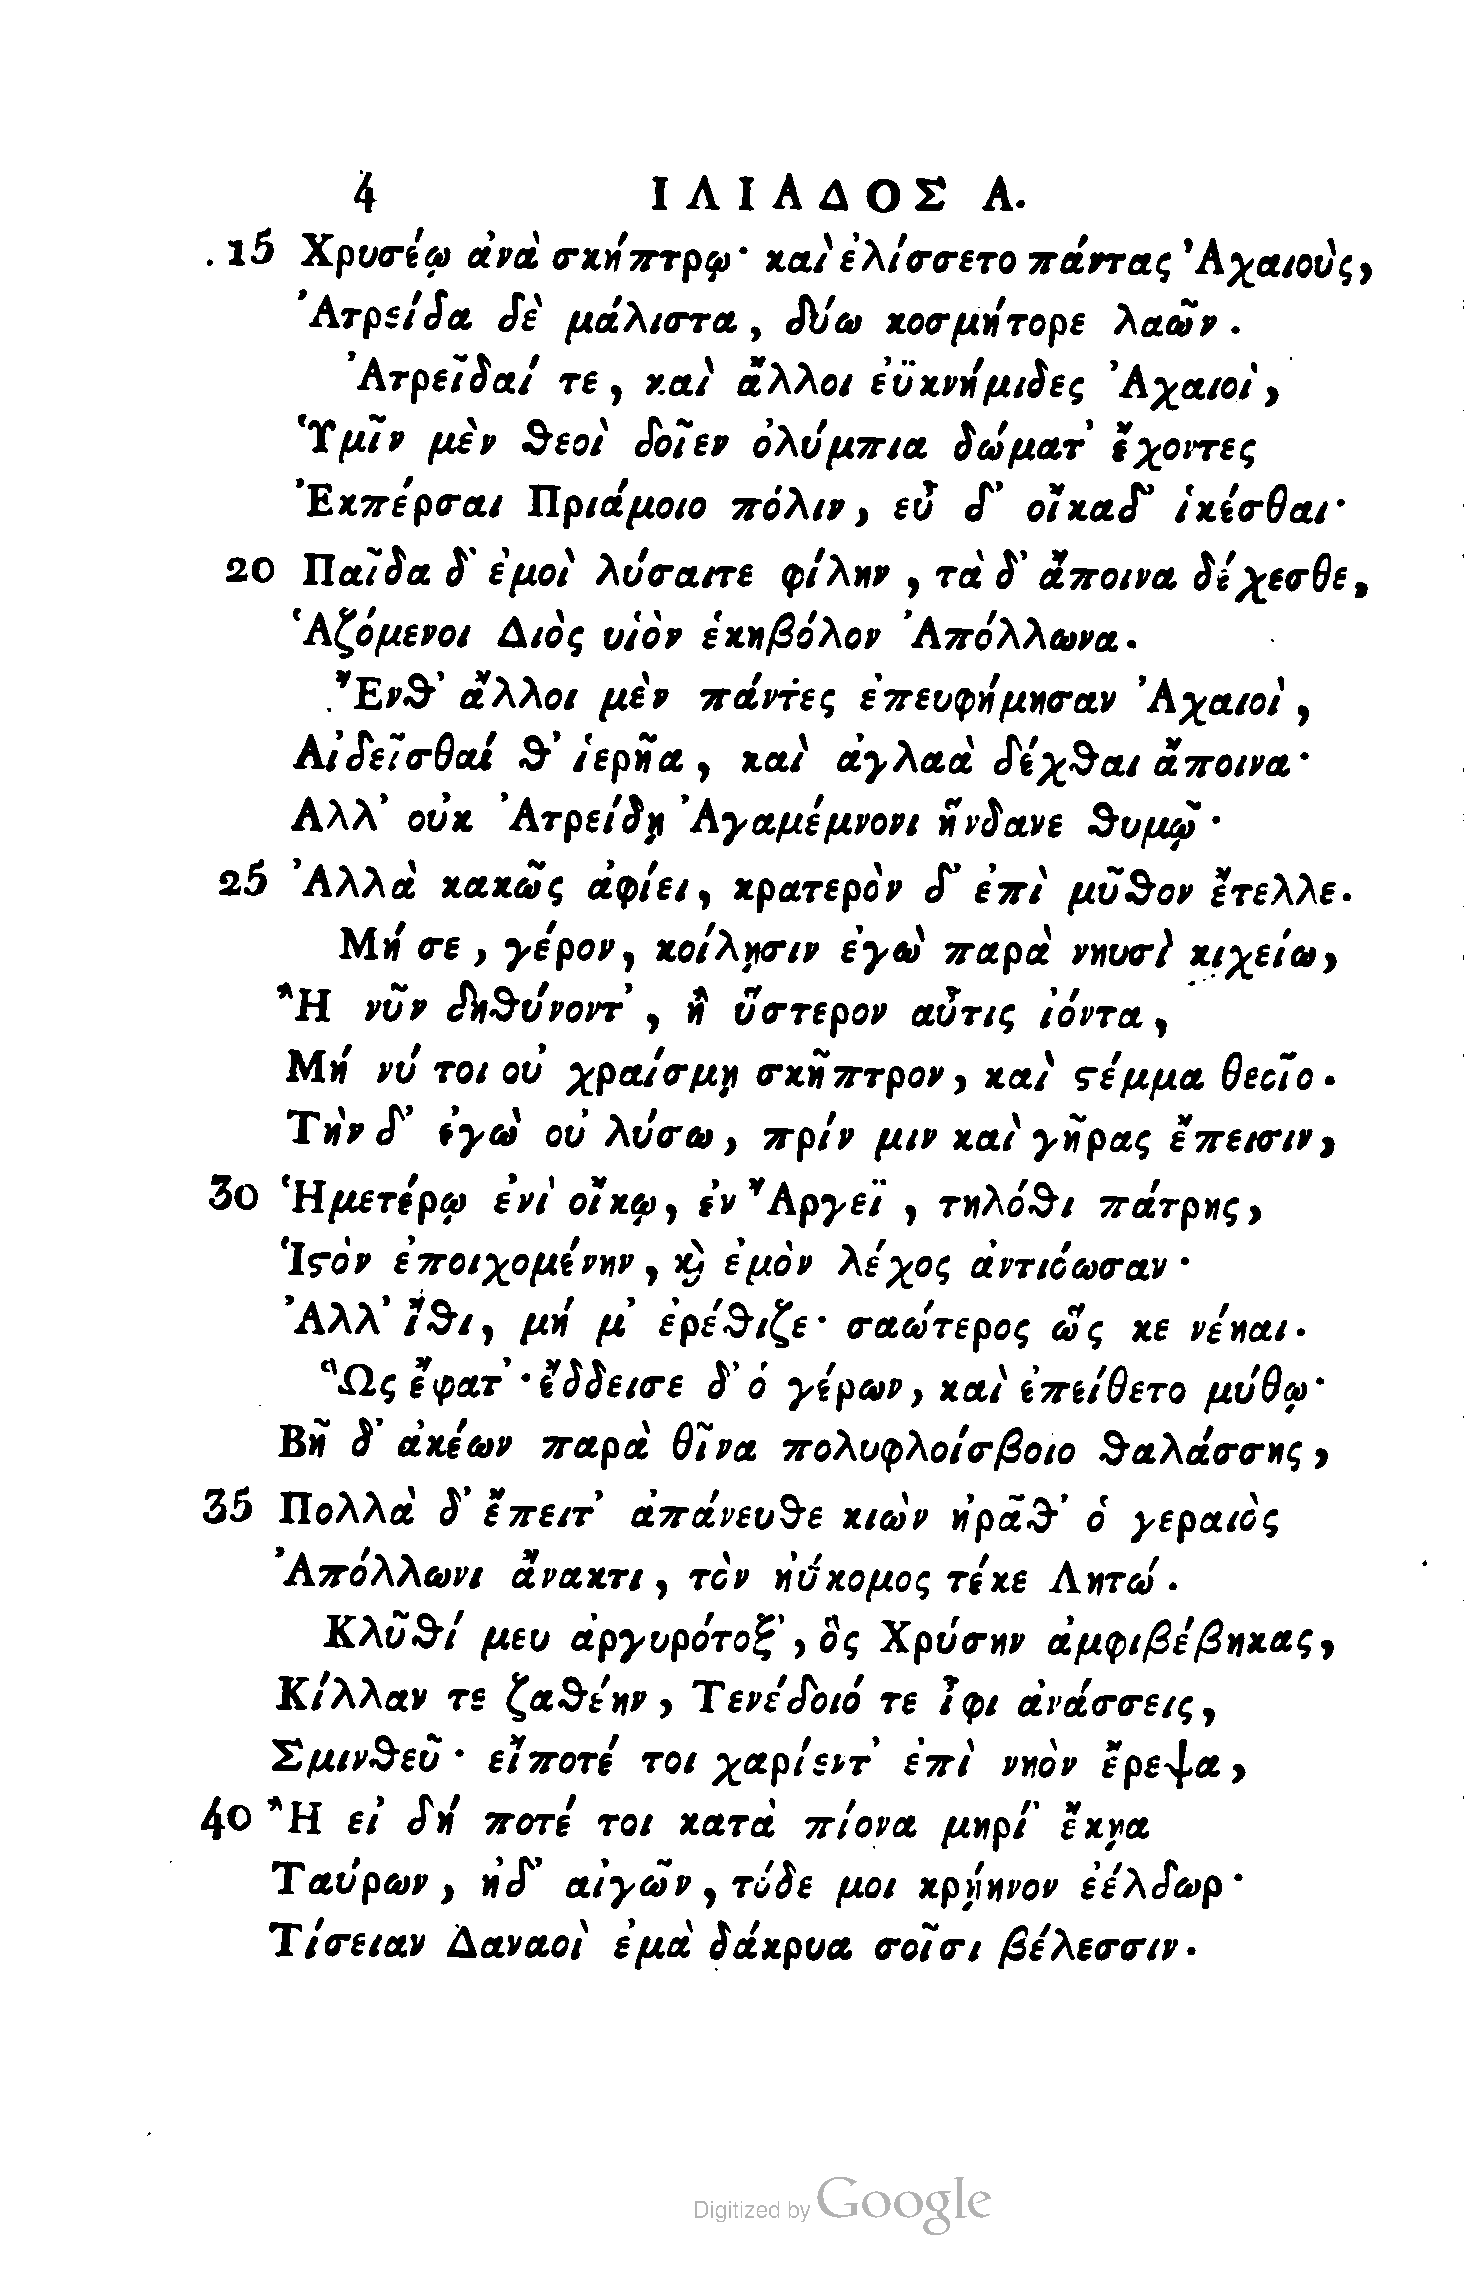 4 ΙΛΙΑΔΟΣ Α.
15 Χρυσέῳ ἀνὰ σκήπτρῳ· καὶ ἐλίσσετο πάντας Ἀχαιοὺς,
Ἀτρείδα δὲ μάλιστα, δύω κοσμήτορε λαῶν.
Ἀτρεῖδαί τε, καὶ ἄλλοι ἐϋκνήμιδες Ἀχαιοὶ,
Ὑμῖν μὲν ϑεοὶ δοῖεν ὀλύμπια δώματ' ἔχοντες
Ἐκπέρσαι Πριάμοιο πόλιν, εὖ δ' οἴκαδ' ἱκέσθαι·
20 Παῖδα δ' ἐμοὶ λύσαιτε φίλην, τὰ δ' ἄποινα δέχεσθε,
Ἁζόμενοι Διὸς υἱὸν ἑκηβόλον Ἀπόλλωνα.
Ἔνϑ' ἄλλοι μὲν πάντες ἐπευφήμησαν Ἀχαιοὶ,
Αἰδεῖσθαί ϑ' ἱερῆα, καὶ ἀγλαὰ δέχϑαι ἄποινα·
Αλλ' οὐκ Ἀτρείδῃ Ἀγαμέμνονι ἥνδανε ϑυμῷ·
25 Ἀλλὰ κακῶς ἀφίει, κρατερὸν δ' ἐπὶ μῦϑον ἔτελλε.
Μή σε, γέρον, κοίλῃσιν ἐγὼ παρὰ νηυσὶ κιχείω,
Ἢ νῦν δηϑύνοντ', ἢ ὕστερον αὖτις ἰόντα,
Μή νύ τοι οὐ χραίσμῃ σκῆπτρον, καὶ ϛέμμα θεοῖο.
Τὴν δ' ἐγὼ οὐ λύσω, πρίν μιν καὶ γῆρας ἔπεισιν,
30 Ἡμετέρῳ ἐνὶ οἴκῳ, ἐν Ἄργεϊ, τηλόϑι πάτρης,
Ἱϛὸν ἐποιχομένην, ϗ ἐμὸν λέχος ἀντιόωσαν·
Ἀλλ' ἴϑι, μή μ' ἐρέϑιζε· σαώτερος ὥς κε νέηαι.
Ὣς ἔφατ'· ἔδδεισε δ' ὁ γέρων, καὶ ἐπείθετο μύθῳ·
Βῆ δ' ἀκέων παρὰ θῖνα πολυφλοίσβοιο ϑαλάσσης,
35 Πολλὰ δ' ἔπειτ' ἀπάνευϑε κιὼν ἠρᾶϑ' ὁ γεραιὸς
Ἀπόλλωνι ἄνακτι, τὸν ἠΰκομος τέκε Λητώ.
Κλῦϑί μευ ἀργυρότοξ', ὃς Χρύσην ἀμφιβέβηκας,
Κίλλαν τε ζαϑέην, Τενέδοιό τε ἶφι ἀνάσσεις,
Σμινϑεῦ· εἴποτέ τοι χαρίεντ' ἐπὶ νηὸν ἔρεψα,
40 Ἢ εἰ δή ποτέ τοι κατὰ πίονα μηρί' ἔκῃα
Ταύρων, ἠδ' αἰγῶν, τόδε μοι κρήῃνον ἐέλδωρ·
Τίσειαν Δαναοὶ ἐμὰ δάκρυα σοῖσι βέλεσσιν.
Digitized by Google